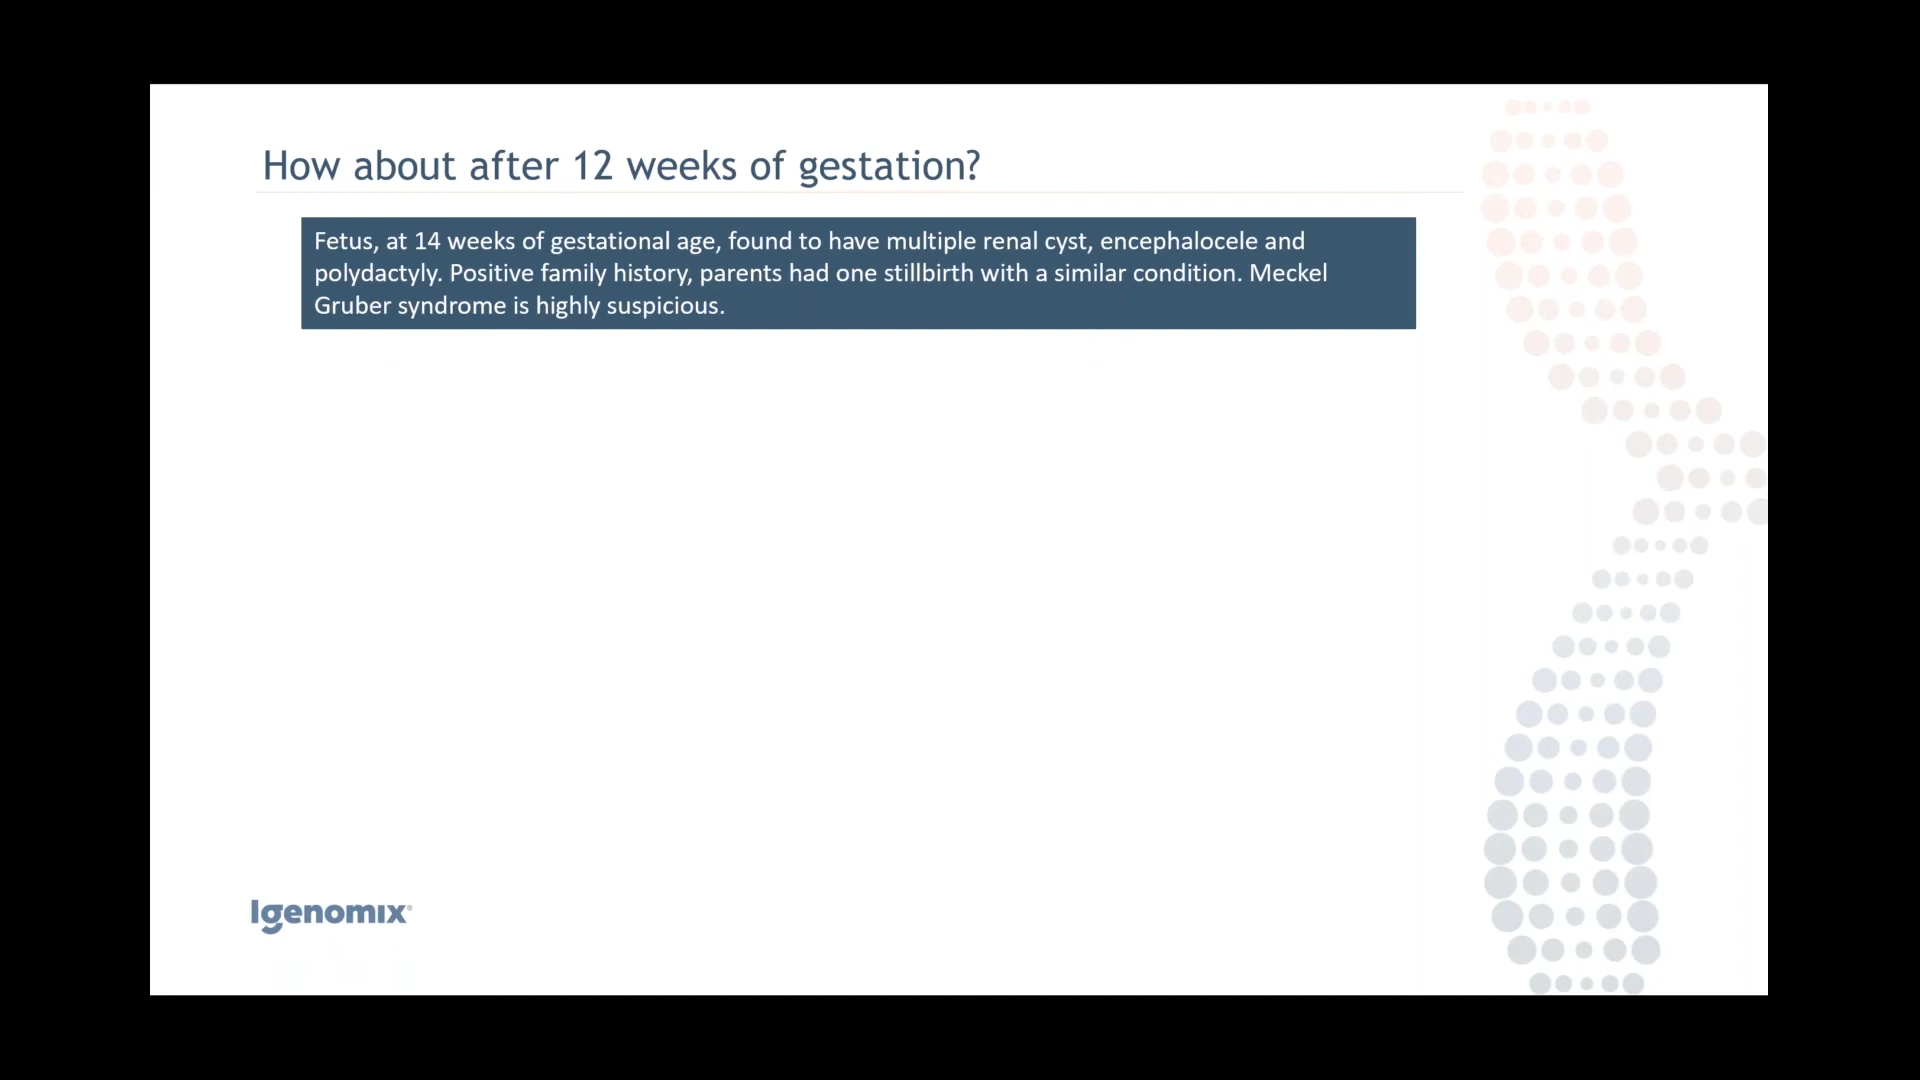 How about after 12 weeks of gestation?
Fetus, at 14 weeks of gestational age, found to have multiple renal cyst, encephalocele and
polydactyly. Positive family history, parents had one stillbirth with a similar condition. Meckel
Gruber syndrome is highly suspicious.
Igenomix®